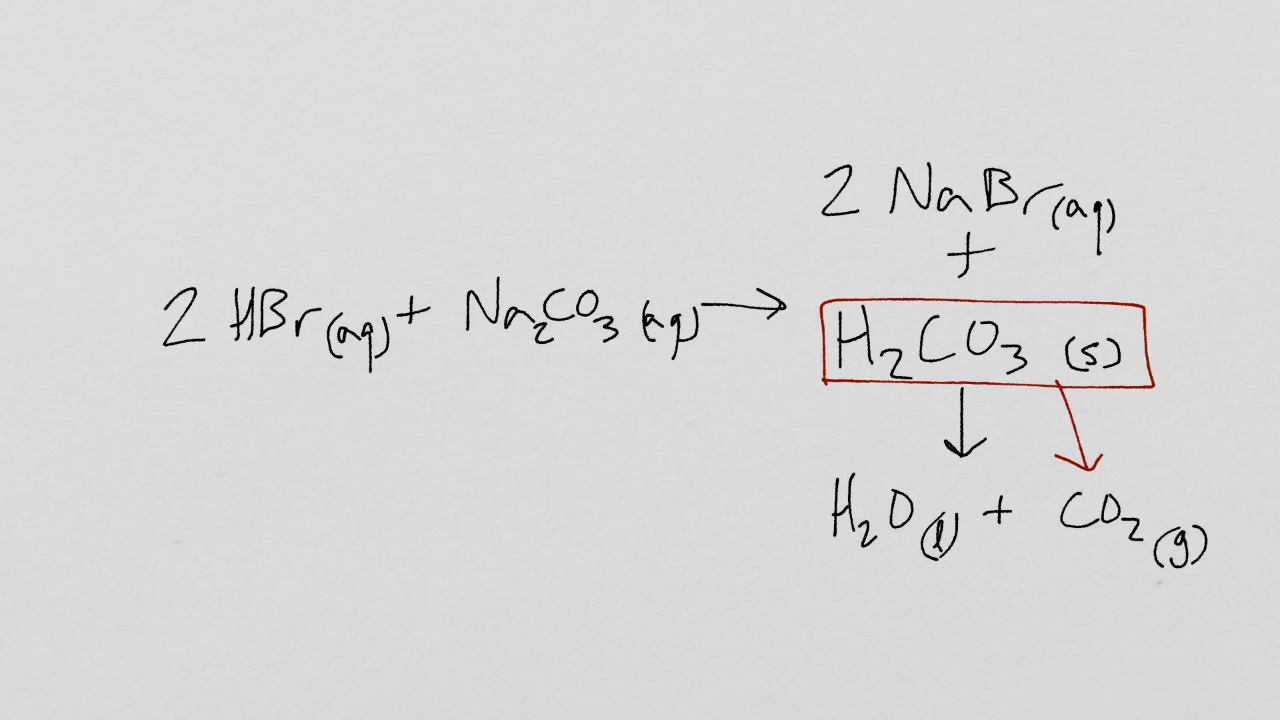 2 NaBr(aq)
+
2 HBr(aq) + Na₂CO₃ (aq) →
H₂CO₃ (s)
H₂O(l) + CO₂(g)